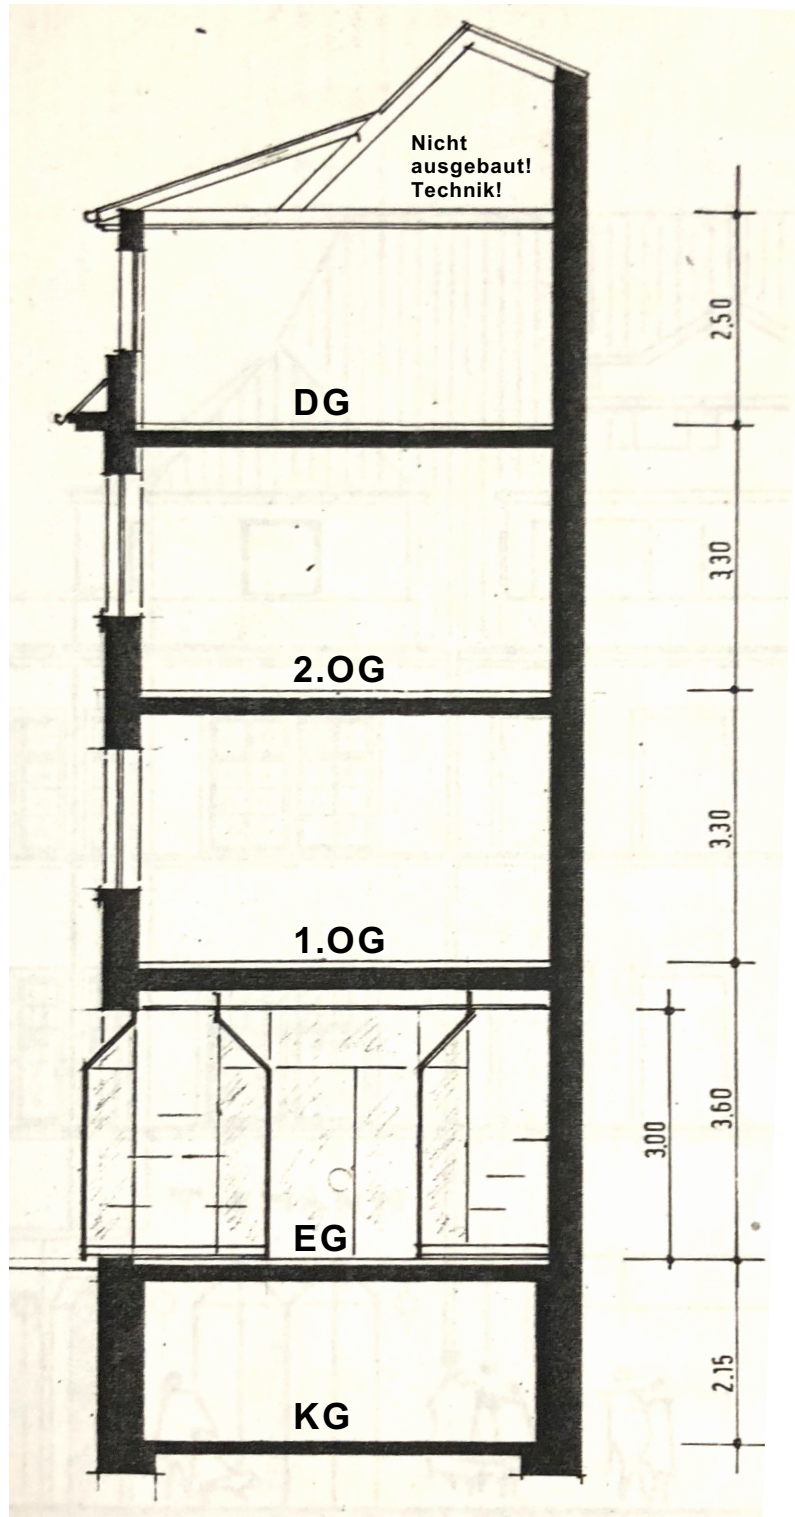 Nicht
ausgebaut!
Technik!
2.50
DG
3.30
2.OG
3.30
1.OG
3.60
3.00
EG
2.15
KG